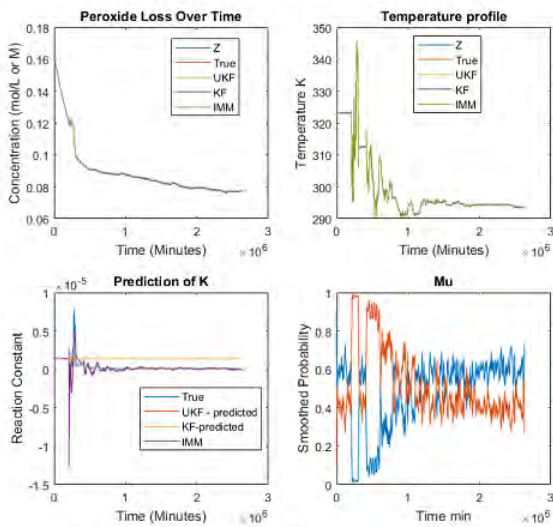 Peroxide Loss Over Time
Concentration (mol/L or M)
0.18
0.16
0.14
0.12
0.1
0.08
0.06
Z
True
UKF
KF
IMM
0 1 2 3
Time (Minutes) ×10⁶
Temperature profile
Temperature K
350
340
330
320
310
300
290
Z
True
UKF
KF
IMM
0 1 2 3
Time (Minutes) ×10⁶
Prediction of K
×10⁻⁵
Reaction Constant
1
0.5
0
-0.5
-1
-1.5
True
UKF - predicted
KF-predicted
IMM
0 1 2 3
Time (Minutes) ×10⁶
Mu
Smoothed Probability
1
0.8
0.6
0.4
0.2
0
0 1 2 3
Time min ×10⁶